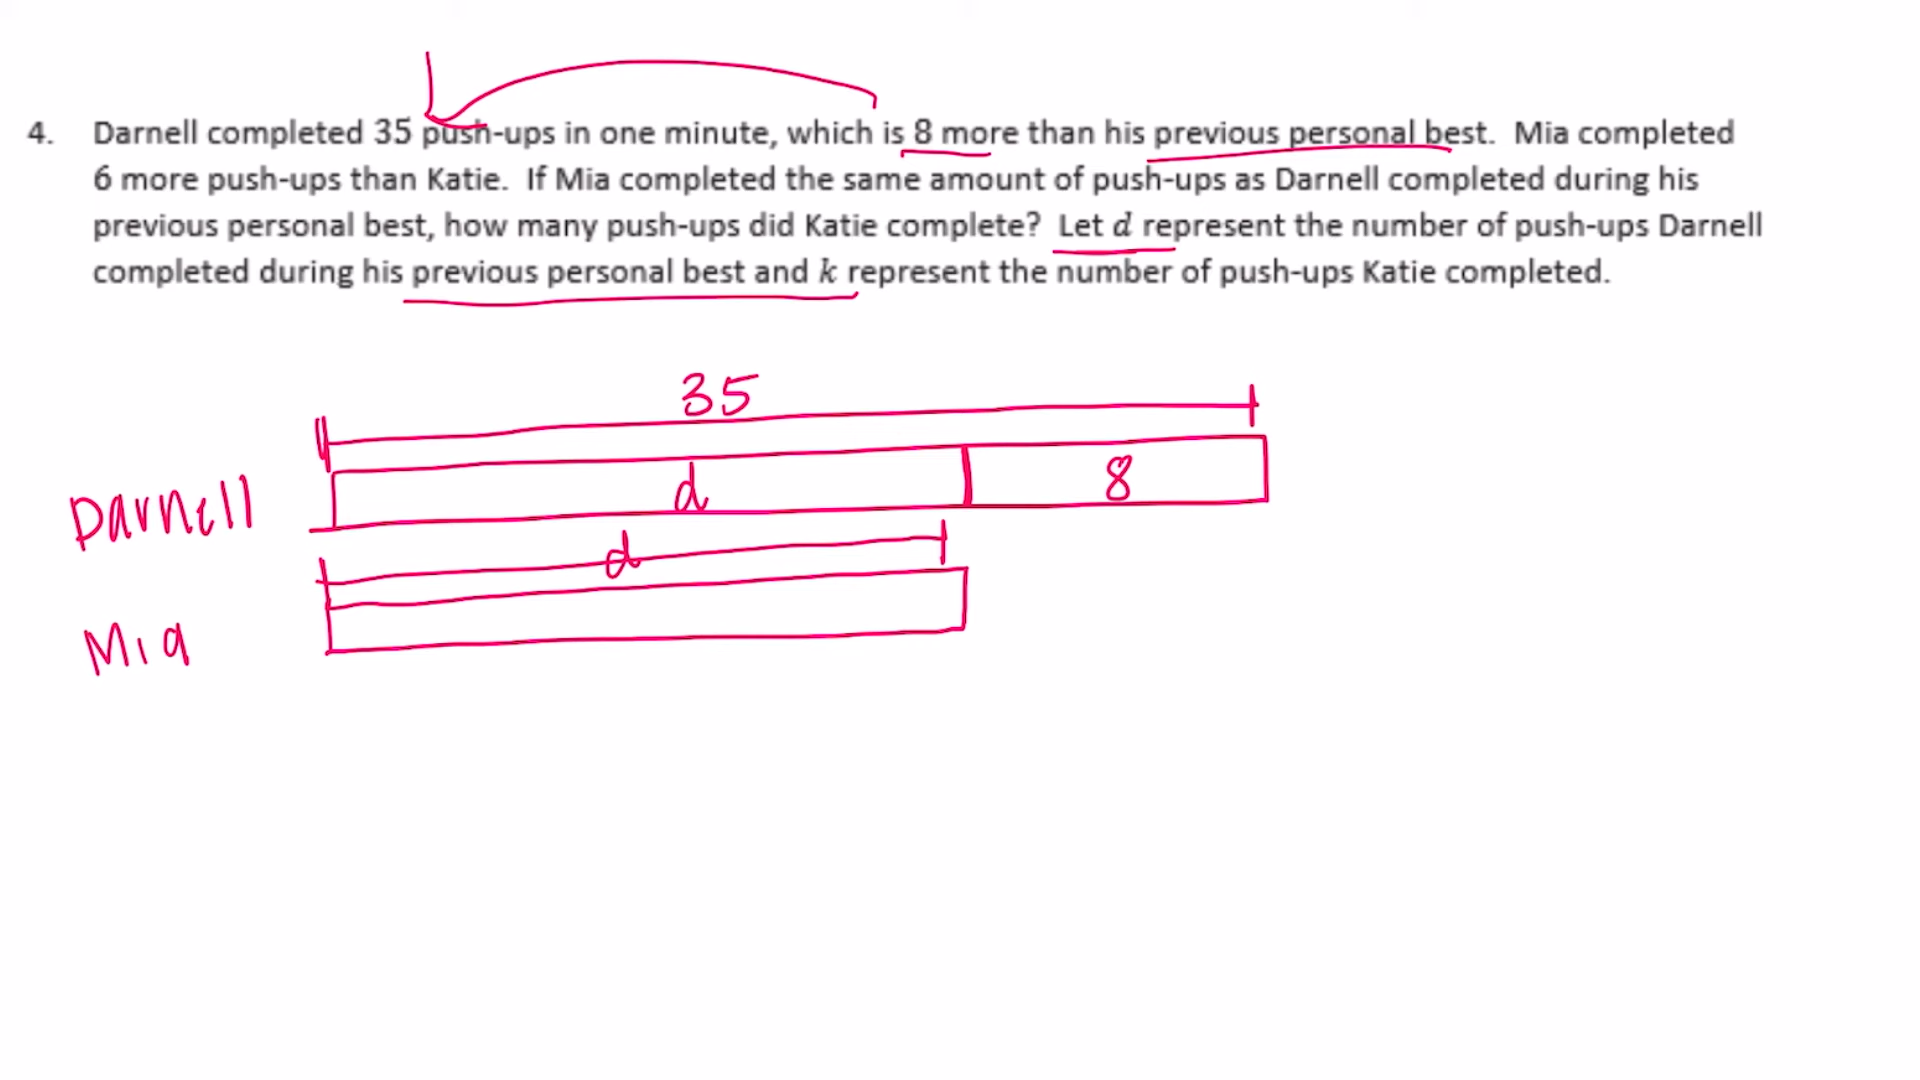 4. Darnell completed 35 push-ups in one minute, which is 8 more than his previous personal best. Mia completed
6 more push-ups than Katie. If Mia completed the same amount of push-ups as Darnell completed during his
previous personal best, how many push-ups did Katie complete? Let d represent the number of push-ups Darnell
completed during his previous personal best and k represent the number of push-ups Katie completed.
35
Darnell d 8
d
Mia